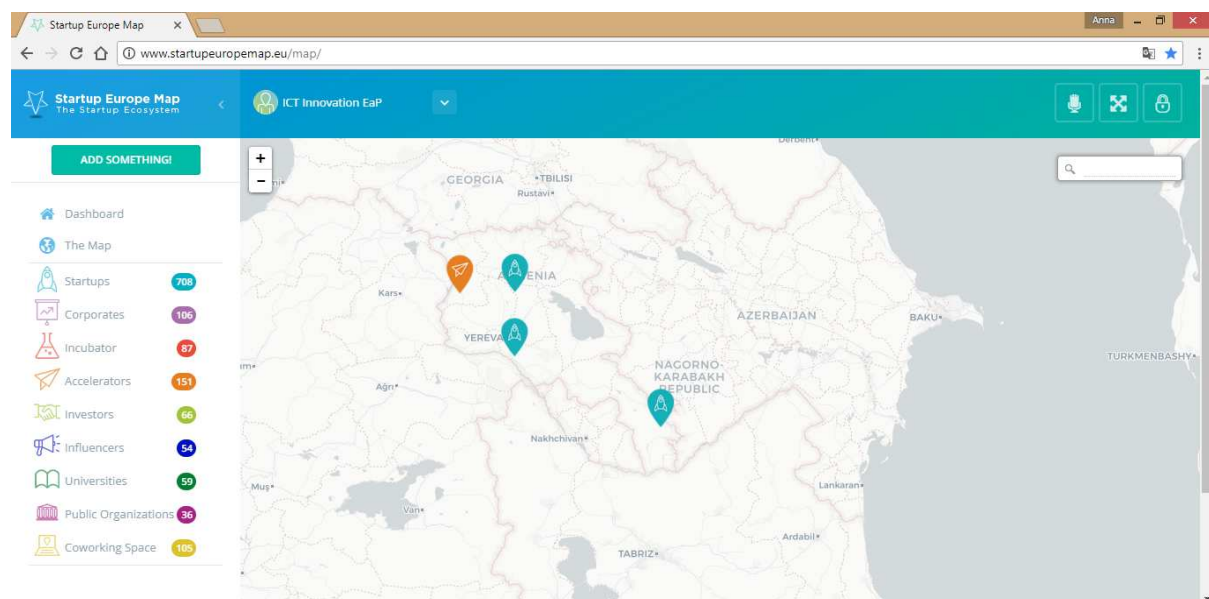 Startup Europe Map
Anna
www.startupeuropemap.eu/map/
Startup Europe Map
The Startup Ecosystem
ICT Innovation EaP
ADD SOMETHING!
Dashboard
The Map
Startups 708
Corporates 106
Incubator 87
Accelerators 151
Investors 66
Influencers 54
Universities 59
Public Organizations 36
Coworking Space 105
+
−
Derbent
GEORGIA
TBILISI
Rustavi
Kars
AZERBAIJAN
BAKU
TURKMENBASHY
Ağrı
NAGORNO-
KARABAKH
REPUBLIC
Nakhchivan
Muş
Van
Lankaran
Ardabil
TABRIZ